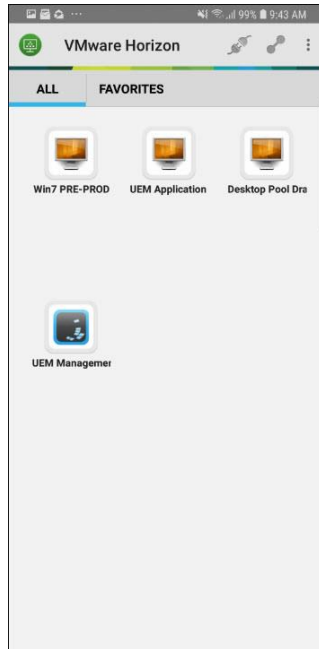 99% 9:43 AM
VMware Horizon
ALL FAVORITES
Win7 PRE-PROD UEM Application Desktop Pool Dra
UEM Managemer